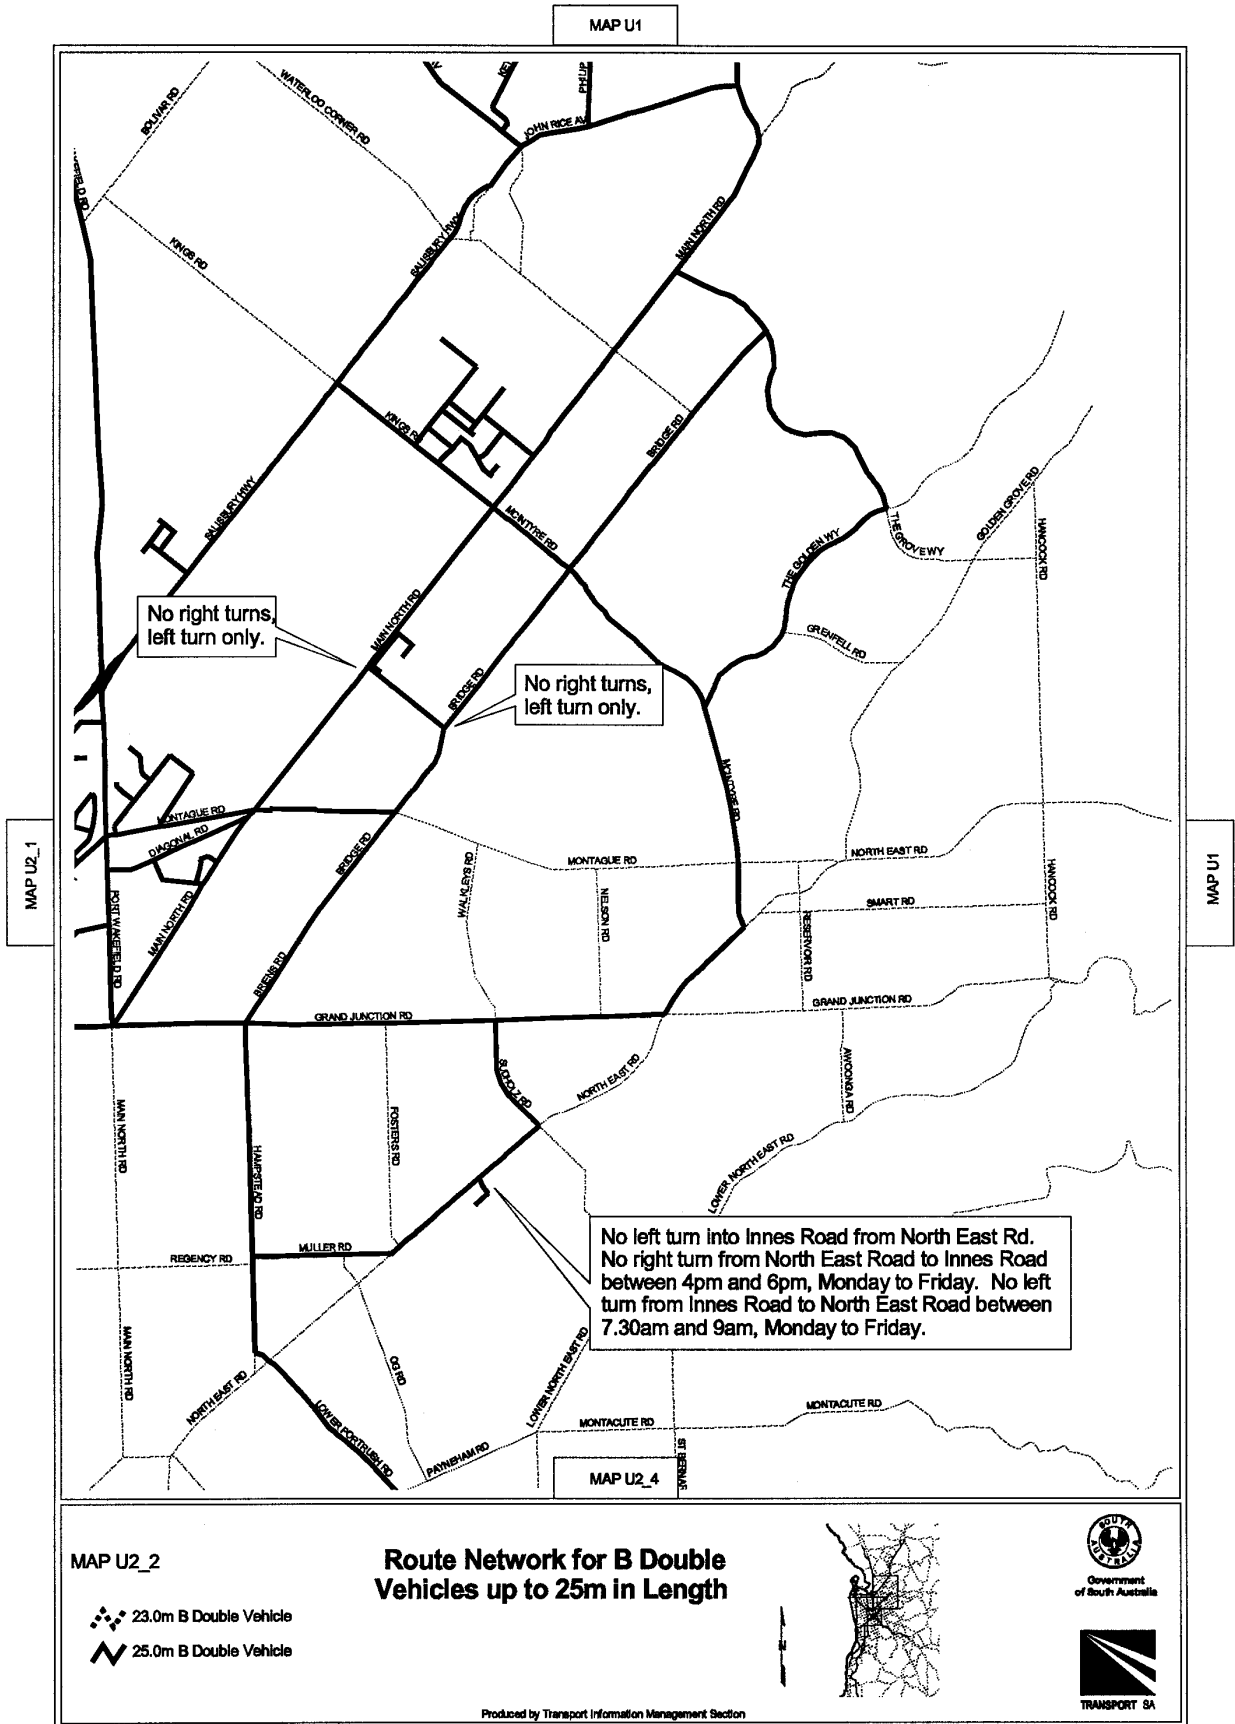 MAP U1
BOLIVAR RD
WATERLOO CORNER RD
PHILIP
JOHN RICE AV
KINGS RD
SALISBURY HWY
MAIN NORTH RD
KINGS RD
BRIDGE RD
SALISBURY HWY
MCINTYRE RD
THE GOLDEN WY
THE GROVE WY
GOLDEN GROVE RD
HANCOCK RD
No right turns,
left turn only.
MAIN NORTH RD
GRENFELL RD
BRIDGE RD
No right turns,
left turn only.
MCINTYRE RD
MONTAGUE RD
DIAGONAL RD
BRIDGE RD
WALKLEYS RD
MONTAGUE RD
NORTH EAST RD
HANCOCK RD
MAP U2_1
MAP U1
PORT WAKEFIELD RD
MAIN NORTH RD
NELSON RD
RESERVOIR RD
SMART RD
BRIENS RD
GRAND JUNCTION RD
GRAND JUNCTION RD
SUDHOLZ RD
NORTH EAST RD
AWOONGA RD
MAIN NORTH RD
HAMPSTEAD RD
FOSTERS RD
LOWER NORTH EAST RD
REGENCY RD
MULLER RD
No left turn into Innes Road from North East Rd.
No right turn from North East Road to Innes Road
between 4pm and 6pm, Monday to Friday. No left
turn from Innes Road to North East Road between
7.30am and 9am, Monday to Friday.
MAIN NORTH RD
NORTH EAST RD
OG RD
LOWER NORTH EAST RD
LOWER PORTRUSH RD
PAYNEHAM RD
MONTACUTE RD
MONTACUTE RD
ST BERNAR
MAP U2_4
MAP U2_2
Route Network for B Double
Vehicles up to 25m in Length
23.0m B Double Vehicle
25.0m B Double Vehicle
N
SOUTH AUSTRALIA
Government
of South Australia
TRANSPORT SA
Produced by Transport Information Management Section